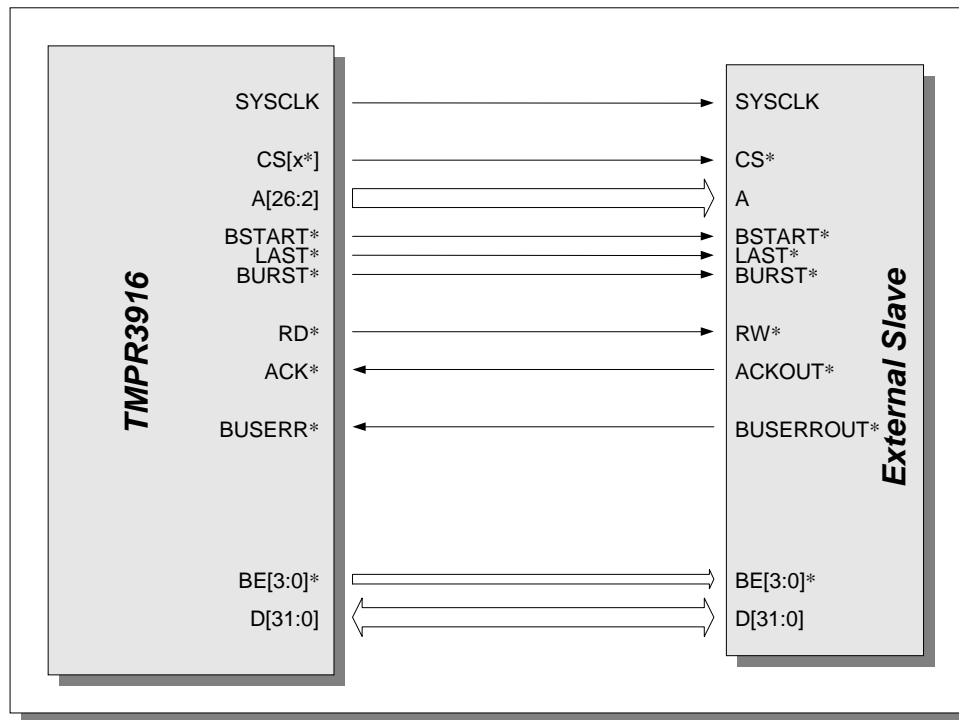 TMPR3916
SYSCLK
CS[x*]
A[26:2]
BSTART*
LAST*
BURST*
RD*
ACK*
BUSERR*
BE[3:0]*
D[31:0]
SYSCLK
CS*
A
BSTART*
LAST*
BURST*
RW*
ACKOUT*
BUSERROUT*
BE[3:0]*
D[31:0]
External Slave